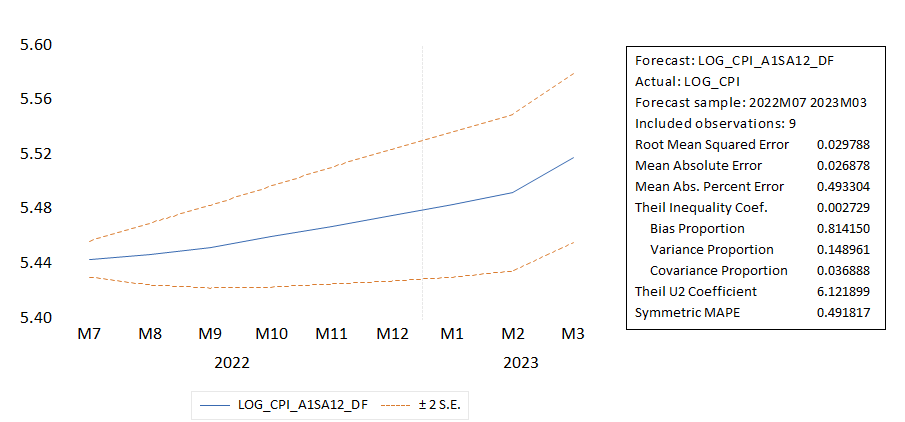 5.60
5.56
5.52
5.48
5.44
5.40
M7 M8 M9 M10 M11 M12 M1 M2 M3
2022 2023
LOG_CPI_A1SA12_DF ± 2 S.E.
Forecast: LOG_CPI_A1SA12_DF
Actual: LOG_CPI
Forecast sample: 2022M07 2023M03
Included observations: 9
Root Mean Squared Error 0.029788
Mean Absolute Error 0.026878
Mean Abs. Percent Error 0.493304
Theil Inequality Coef. 0.002729
Bias Proportion 0.814150
Variance Proportion 0.148961
Covariance Proportion 0.036888
Theil U2 Coefficient 6.121899
Symmetric MAPE 0.491817